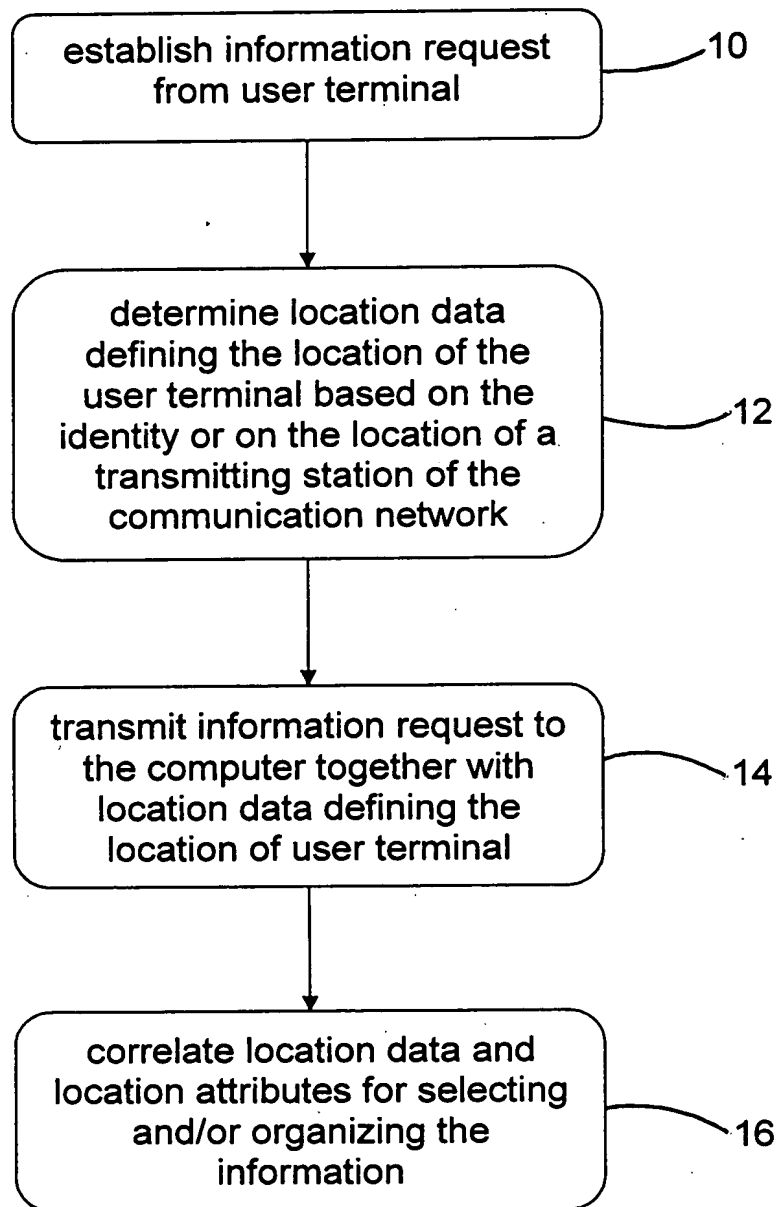 establish information request
from user terminal
10
determine location data
defining the location of the
user terminal based on the
identity or on the location of a
transmitting station of the
communication network
12
transmit information request to
the computer together with
location data defining the
location of user terminal
14
correlate location data and
location attributes for selecting
and/or organizing the
information
16